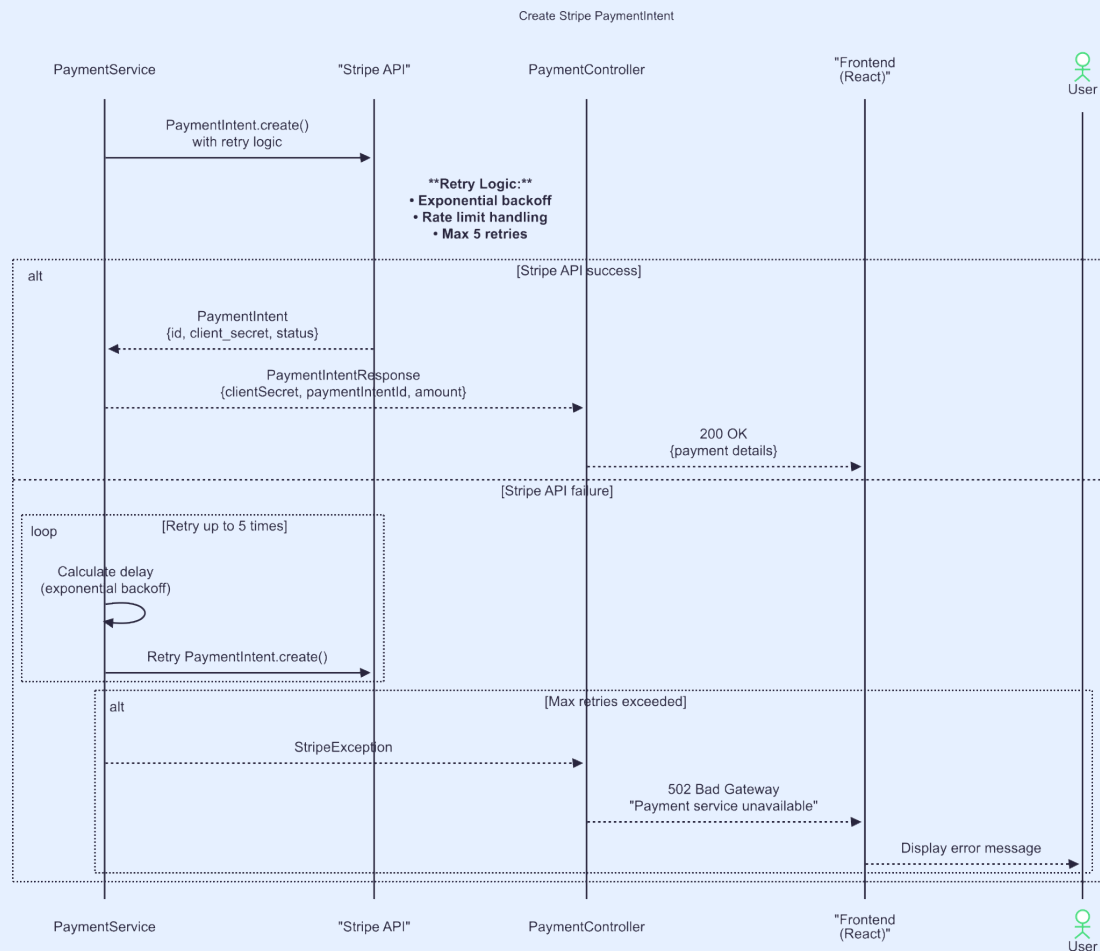 Create Stripe PaymentIntent
PaymentService
"Stripe API"
PaymentController
"Frontend
(React)"
User
PaymentIntent.create()
with retry logic
**Retry Logic:**
• Exponential backoff
• Rate limit handling
• Max 5 retries
alt
[Stripe API success]
PaymentIntent
{id, client_secret, status}
PaymentIntentResponse
{clientSecret, paymentIntentId, amount}
200 OK
{payment details}
[Stripe API failure]
loop
[Retry up to 5 times]
Calculate delay
(exponential backoff)
Retry PaymentIntent.create()
alt
[Max retries exceeded]
StripeException
502 Bad Gateway
"Payment service unavailable"
Display error message
PaymentService
"Stripe API"
PaymentController
"Frontend
(React)"
User